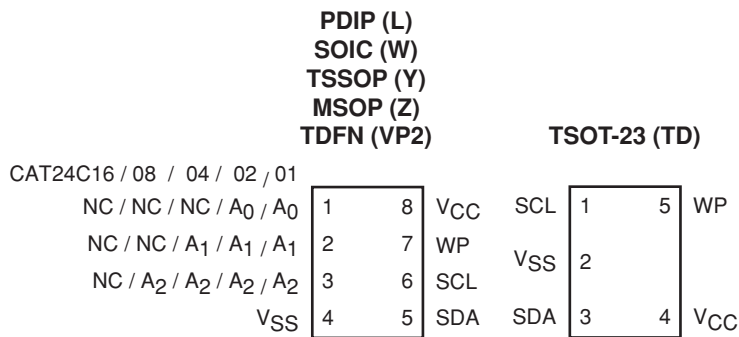 PDIP (L)
SOIC (W)
TSSOP (Y)
MSOP (Z)
TDFN (VP2)
CAT24C16 / 08 / 04 / 02 / 01
NC / NC / NC / A0 / A0 1 8 VCC
NC / NC / A1 / A1 / A1 2 7 WP
NC / A2 / A2 / A2 / A2 3 6 SCL
VSS 4 5 SDA
TSOT-23 (TD)
SCL 1 5 WP
VSS 2
SDA 3 4 VCC